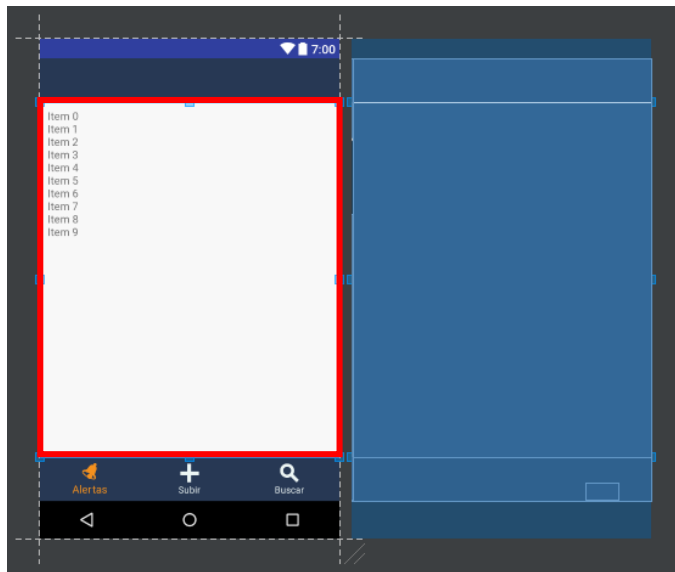 7:00
Item 0
Item 1
Item 2
Item 3
Item 4
Item 5
Item 6
Item 7
Item 8
Item 9
Alertas Subir Buscar